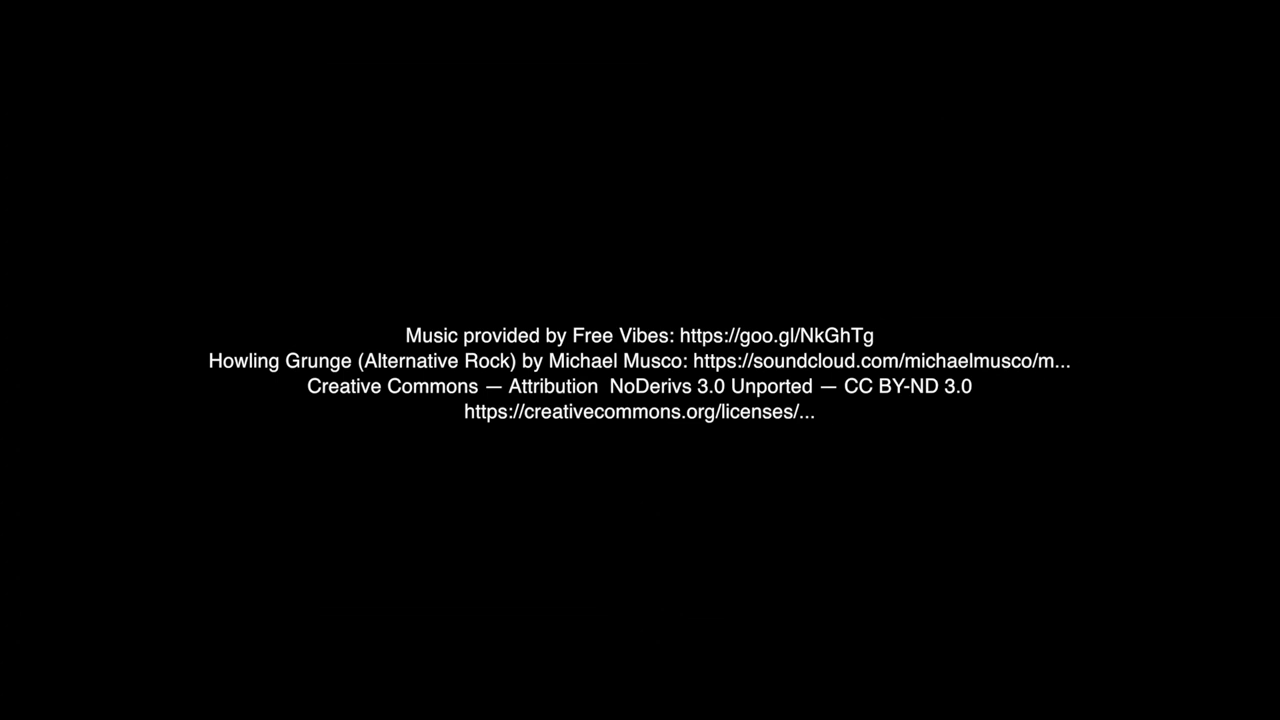 Music provided by Free Vibes: https://goo.gl/NkGhTg
Howling Grunge (Alternative Rock) by Michael Musco: https://soundcloud.com/michaelmusco/m...
Creative Commons — Attribution  NoDerivs 3.0 Unported — CC BY-ND 3.0
https://creativecommons.org/licenses/...